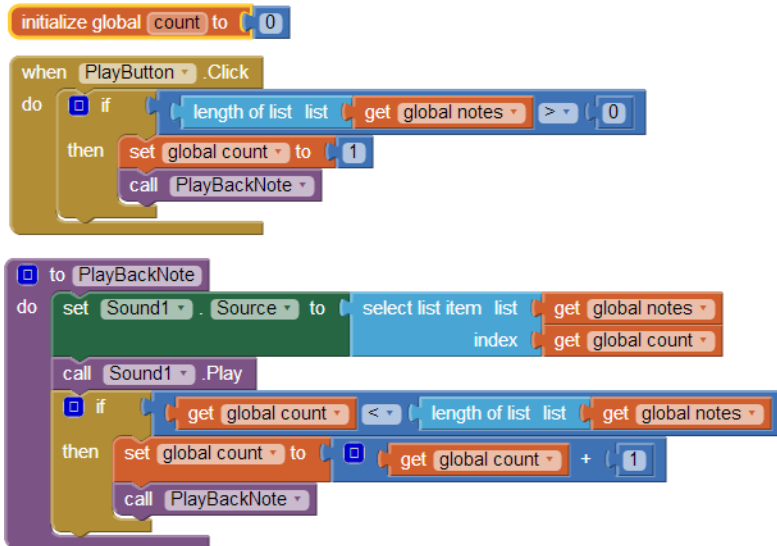 initialize global count to 0
when PlayButton .Click
do if length of list list get global notes > 0
then set global count to 1
call PlayBackNote
to PlayBackNote
do set Sound1 . Source to select list item list get global notes
index get global count
call Sound1 .Play
if get global count < length of list list get global notes
then set global count to get global count + 1
call PlayBackNote